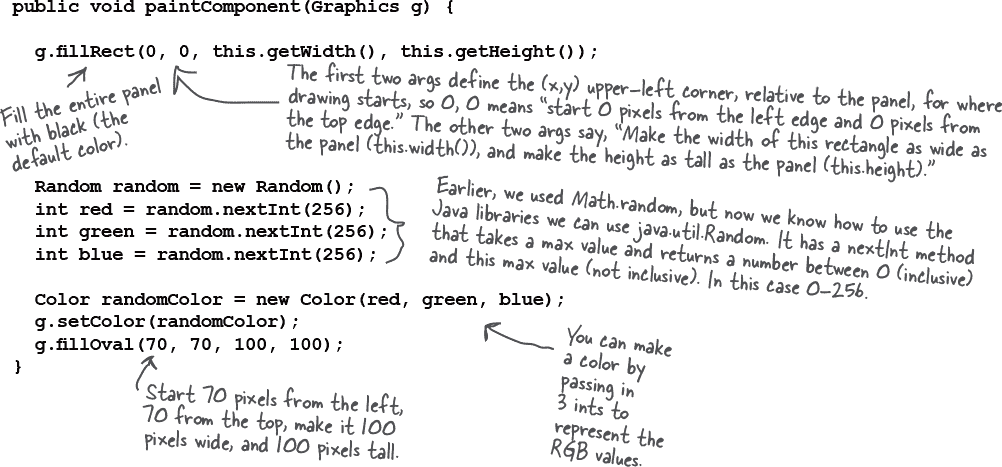 public void paintComponent(Graphics g) {
g.fillRect(0, 0, this.getWidth(), this.getHeight());
Fill the entire panel
with black (the
default color).
The first two args define the (x,y) upper-left corner, relative to the panel, for where
drawing starts, so 0, 0 means “start 0 pixels from the left edge and 0 pixels from
the top edge.” The other two args say, “Make the width of this rectangle as wide as
the panel (this.width()), and make the height as tall as the panel (this.height).”
Random random = new Random();
int red = random.nextInt(256);
int green = random.nextInt(256);
int blue = random.nextInt(256);
Earlier, we used Math.random, but now we know how to use the
Java libraries we can use java.util.Random. It has a nextInt method
that takes a max value and returns a number between 0 (inclusive)
and this max value (not inclusive). In this case 0-256.
Color randomColor = new Color(red, green, blue);
g.setColor(randomColor);
g.fillOval(70, 70, 100, 100);
}
You can make
a color by
passing in
3 ints to
represent the
RGB values.
Start 70 pixels from the left,
70 from the top, make it 100
pixels wide, and 100 pixels tall.